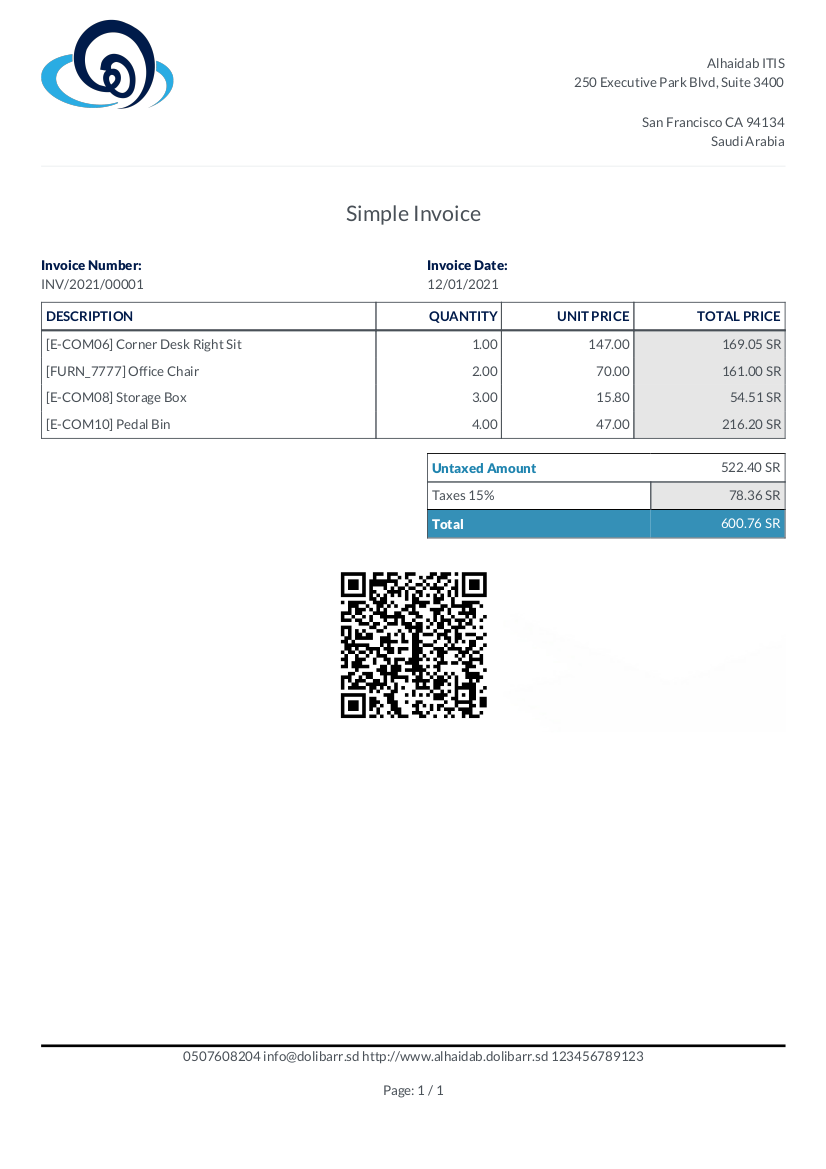 Alhaidab ITIS
250 Executive Park Blvd, Suite 3400
San Francisco CA 94134
Saudi Arabia
Simple Invoice
Invoice Number: Invoice Date:
INV/2021/00001 12/01/2021
DESCRIPTION QUANTITY UNIT PRICE TOTAL PRICE
[E-COM06] Corner Desk Right Sit 1.00 147.00 169.05 SR
[FURN_7777] Office Chair 2.00 70.00 161.00 SR
[E-COM08] Storage Box 3.00 15.80 54.51 SR
[E-COM10] Pedal Bin 4.00 47.00 216.20 SR
Untaxed Amount 522.40 SR
Taxes 15% 78.36 SR
Total 600.76 SR
0507608204 info@dolibarr.sd http://www.alhaidab.dolibarr.sd 123456789123
Page: 1 / 1